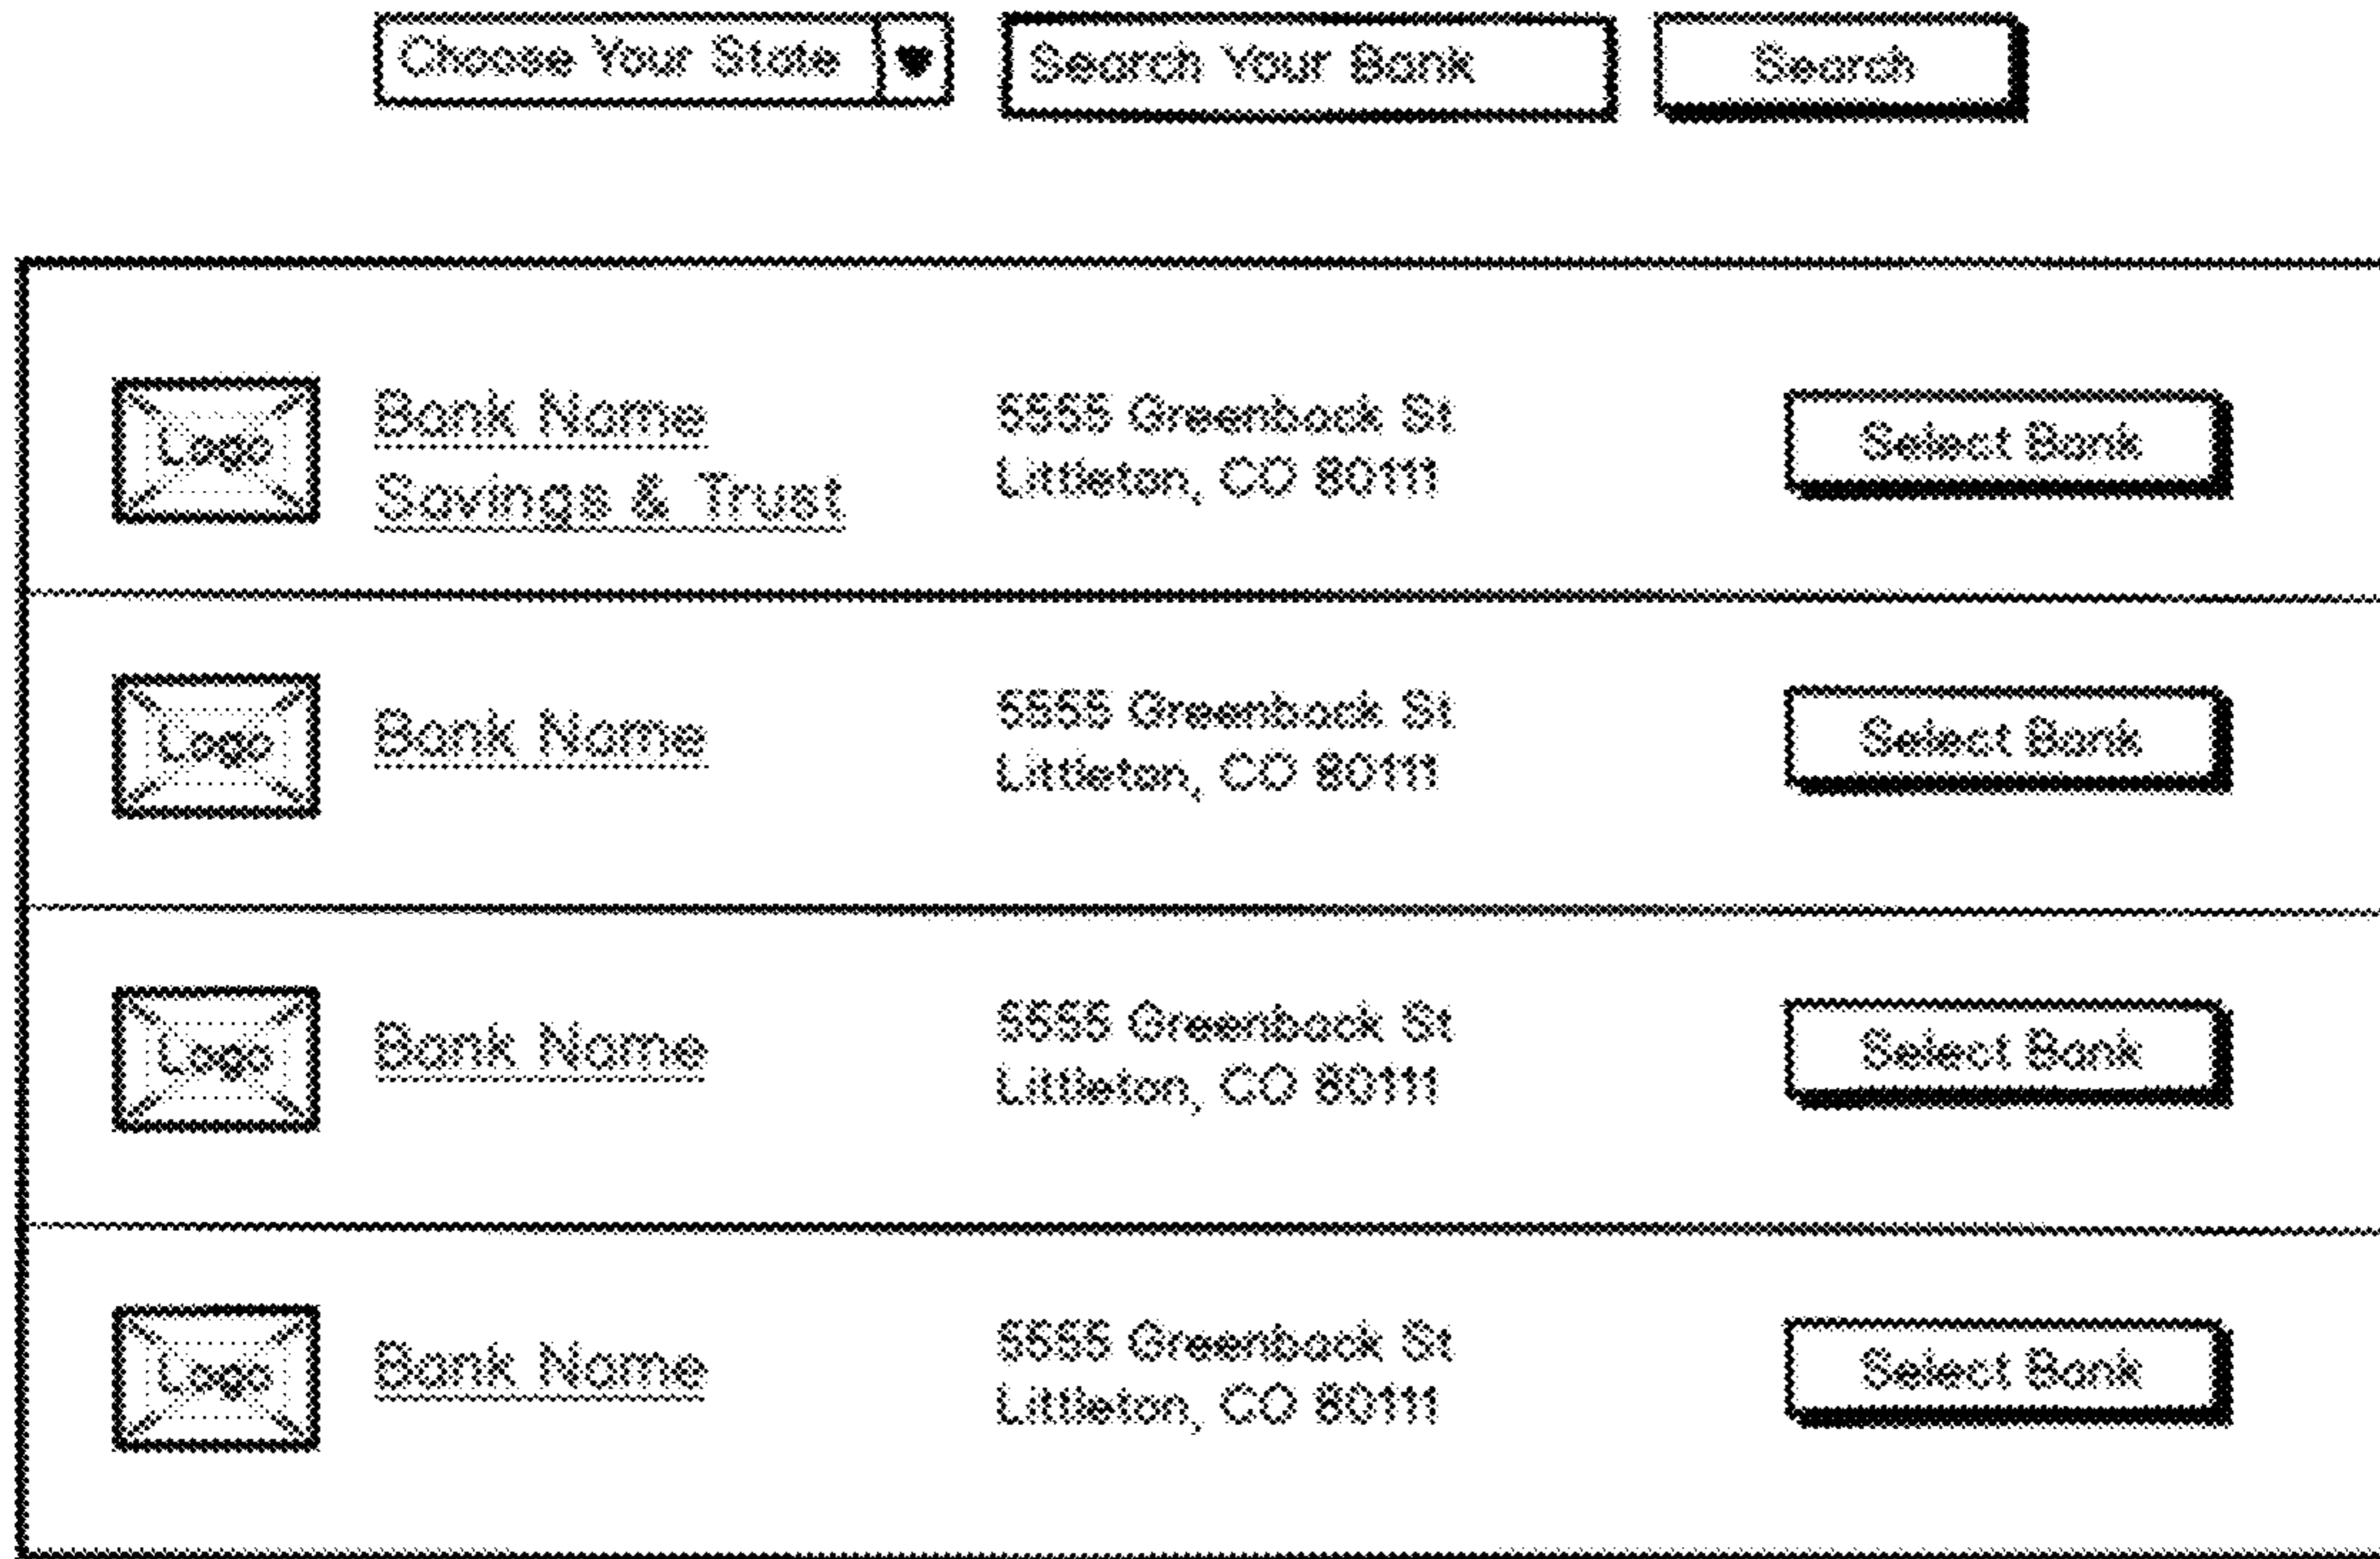 Choose Your State
Search Your Bank
Search
Logo
Bank Name
Savings & Trust
5555 Greenback St
Littleton, CO 80111
Select Bank
Logo
Bank Name
5555 Greenback St
Littleton, CO 80111
Select Bank
Logo
Bank Name
5555 Greenback St
Littleton, CO 80111
Select Bank
Logo
Bank Name
5555 Greenback St
Littleton, CO 80111
Select Bank